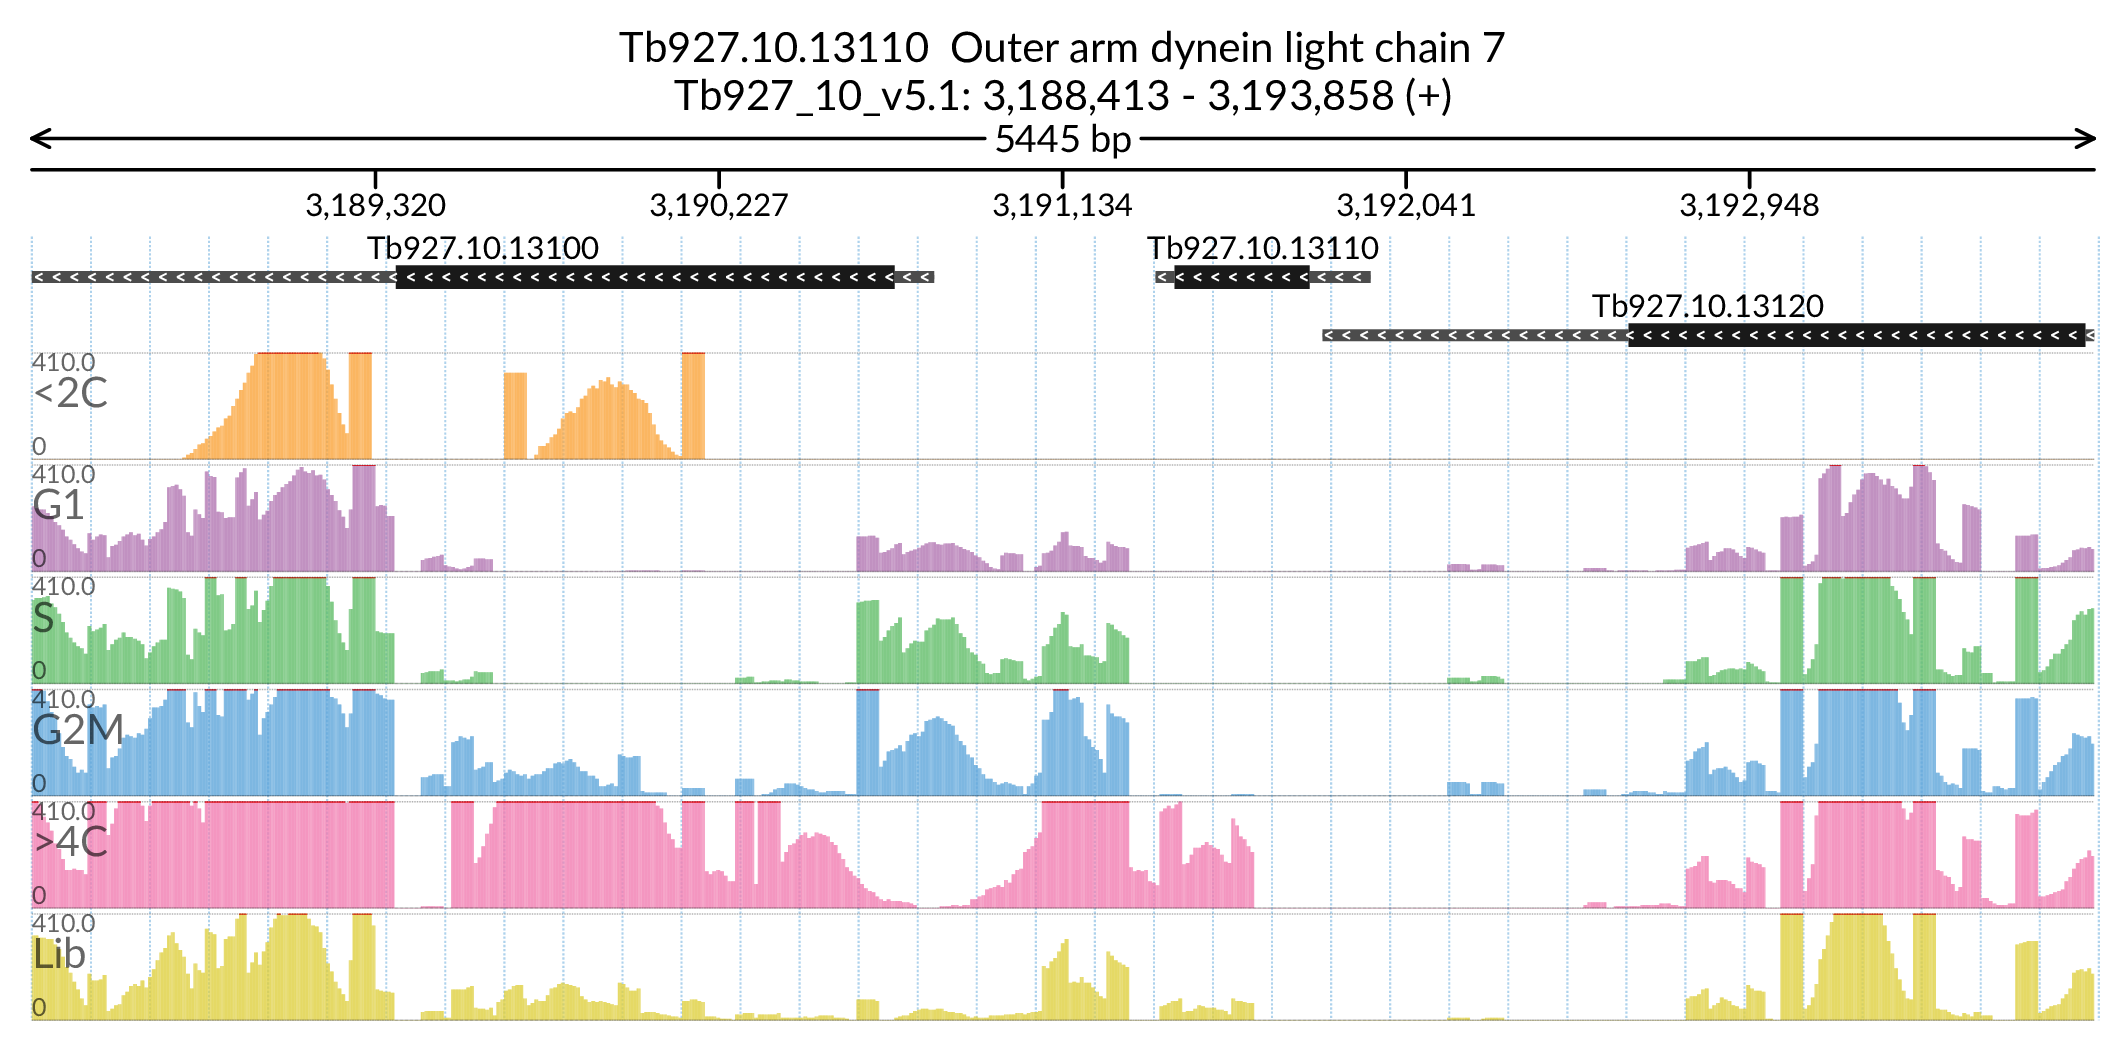 Tb927.10.13110  Outer arm dynein light chain 7
Tb927_10_v5.1: 3,188,413 - 3,193,858 (+)
5445 bp
3,189,320 3,190,227 3,191,134 3,192,041 3,192,948
Tb927.10.13100 Tb927.10.13110
Tb927.10.13120
410.0
<2C
0
410.0
G1
0
410.0
S
0
410.0
G2M
0
410.0
>4C
0
410.0
Lib
0